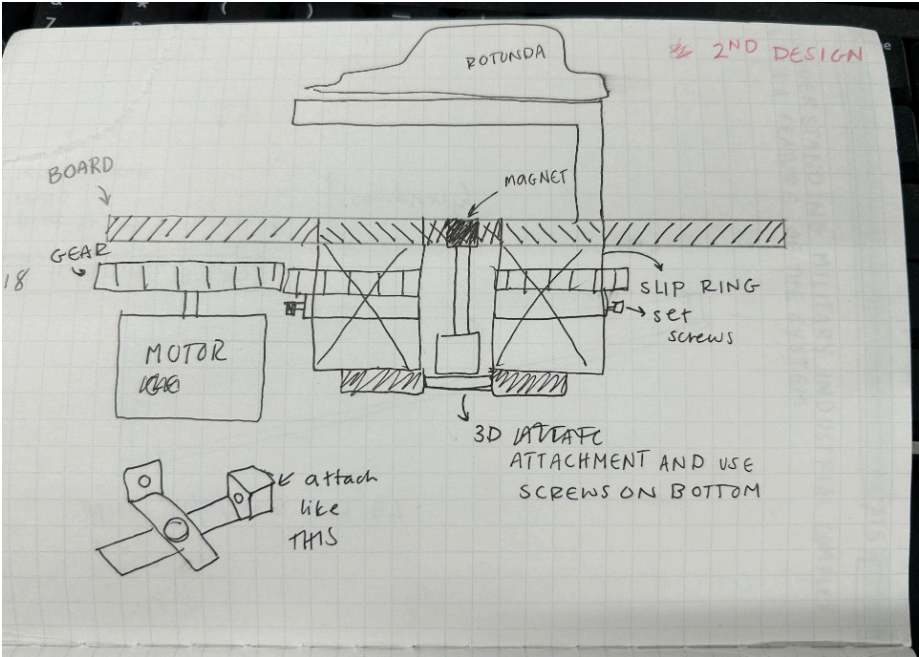 2ND DESIGN
ROTUNDA
MAGNET
BOARD
GEAR
18
SLIP RING
set
screws
MOTOR
3D
ATTACHMENT AND USE
SCREWS ON BOTTOM
attach
like
THIS